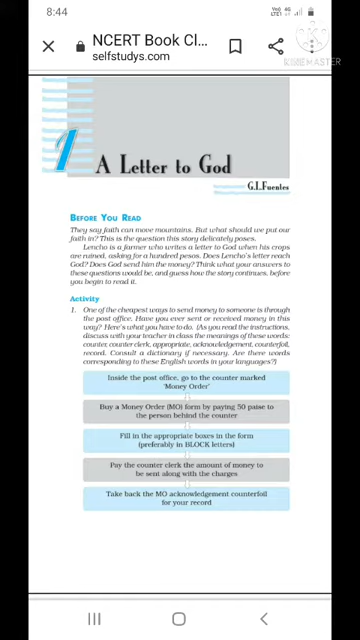 8:44
Vo) 4G
LTE1
NCERT Book Cl...
selfstudys.com
KINEMASTER
1
A Letter to God
G.L.Fuentes
BEFORE YOU READ
They say faith can move mountains. But what should we put our
faith in? This is the question this story delicately poses.
Lencho is a farmer who writes a letter to God when his crops
are ruined, asking for a hundred pesos. Does Lencho's letter reach
God? Does God send him the money? Think what your answers to
these questions would be, and guess how the story continues, before
you begin to read it.
Activity
1. One of the cheapest ways to send money to someone is through
the post office. Have you ever sent or received money in this
way? Here's what you have to do. (As you read the instructions,
discuss with your teacher in class the meanings of these words:
counter, counter clerk, appropriate, acknowledgement, counterfoil,
record. Consult a dictionary if necessary. Are there words
corresponding to these English words in your languages?)
Inside the post office, go to the counter marked
'Money Order'
Buy a Money Order (MO) form by paying 50 paise to
the person behind the counter
Fill in the appropriate boxes in the form
(preferably in BLOCK letters)
Pay the counter clerk the amount of money to
be sent along with the charges
Take back the MO acknowledgement counterfoil
for your record